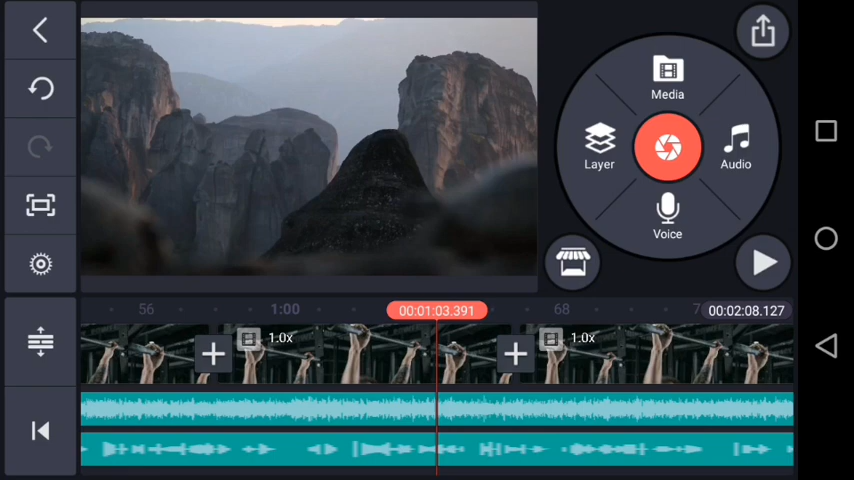 Media
Layer
Audio
Voice
56
1:00
00:01:03.391
68
7
00:02:08.127
1.0x
1.0x